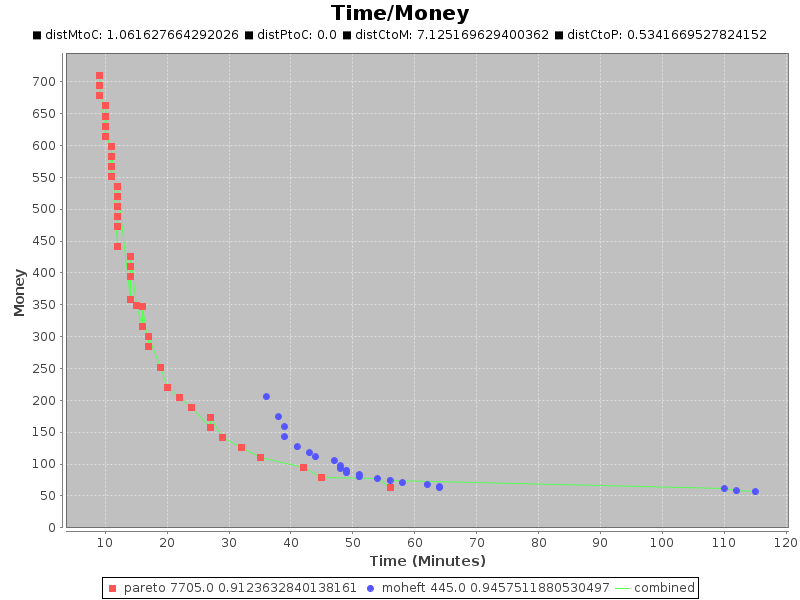 Time/Money
distMtoC: 1.061627664292026 distPtoC: 0.0 distCtoM: 7.125169629400362 distCtoP: 0.5341669527824152
700
650
600
550
500
450
400
350
300
250
200
150
100
50
0
Money
10 20 30 40 50 60 70 80 90 100 110 120
Time (Minutes)
pareto 7705.0 0.9123632840138161 moheft 445.0 0.9457511880530497 combined